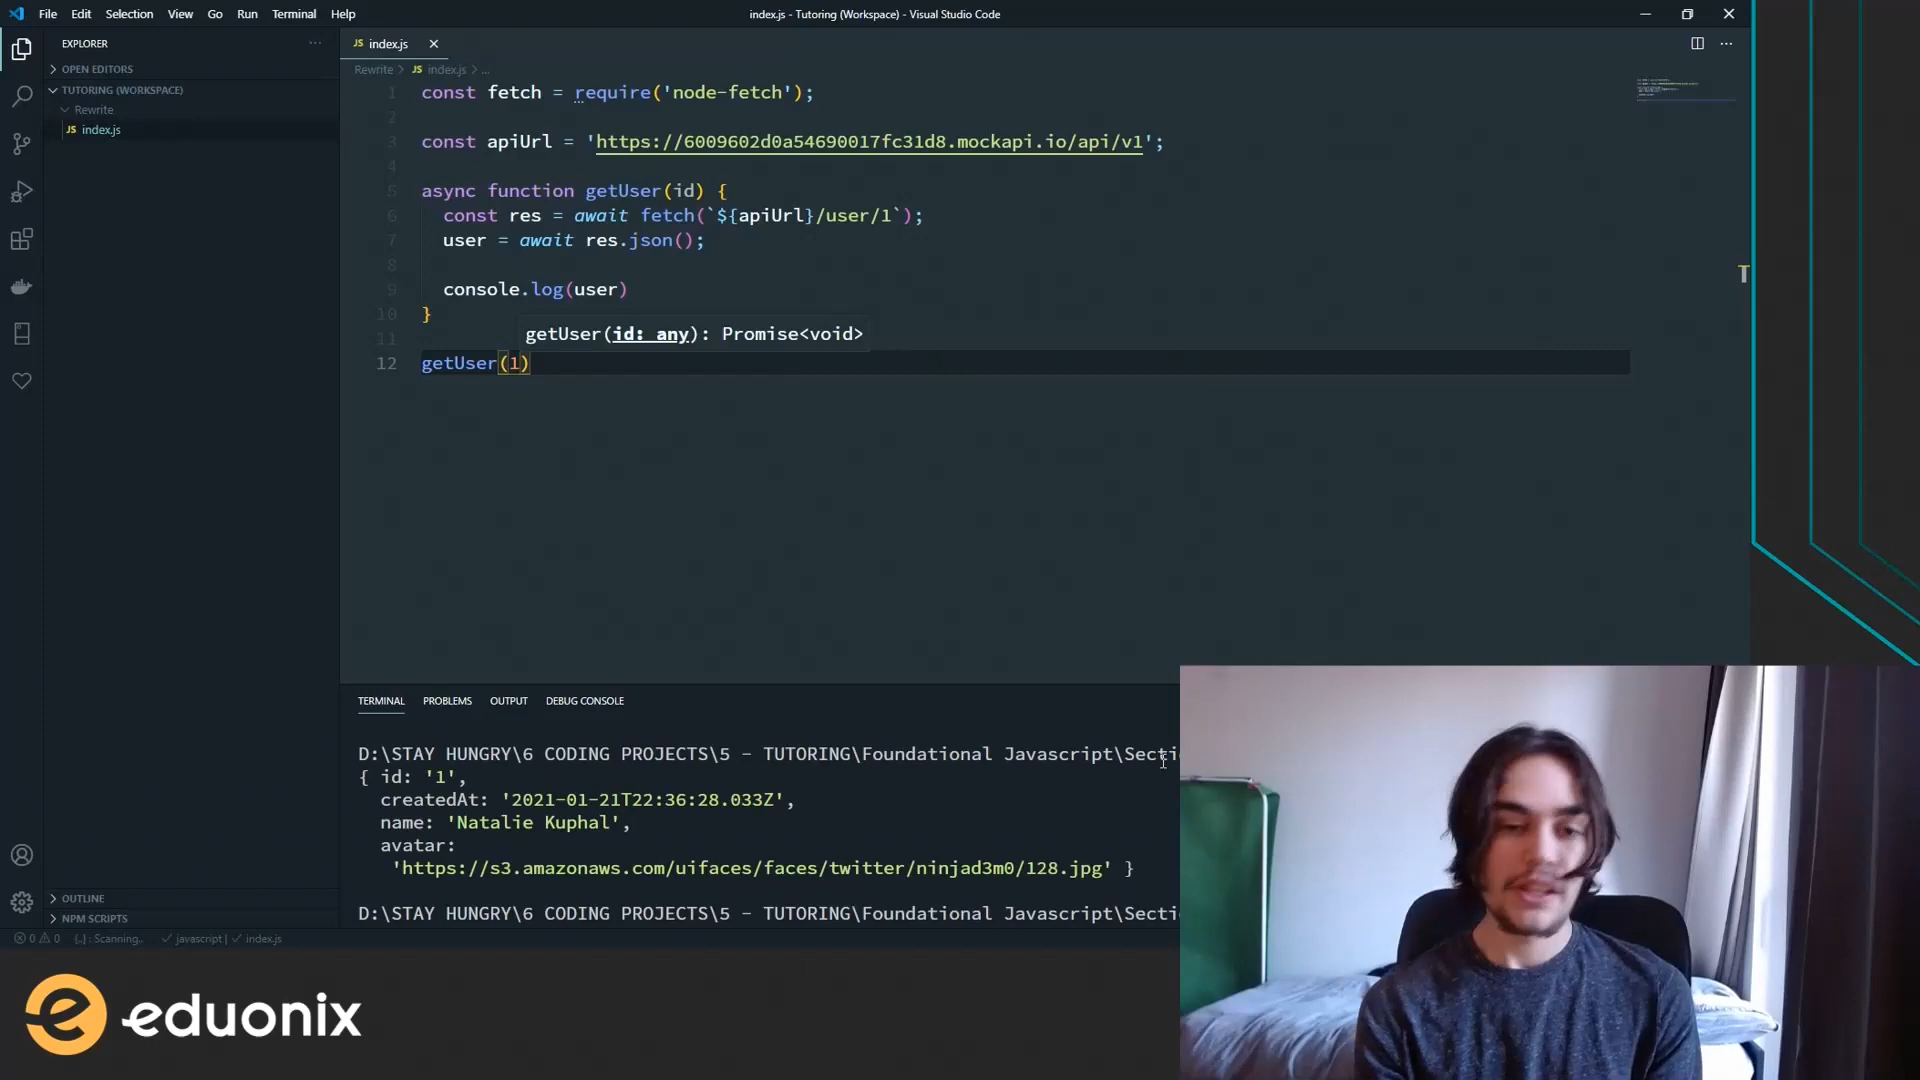 File Edit Selection View Go Run Terminal Help
index.js - Tutoring (Workspace) - Visual Studio Code
EXPLORER
OPEN EDITORS
TUTORING (WORKSPACE)
Rewrite
JS index.js
JS index.js
Rewrite > JS index.js > ...
1 const fetch = require('node-fetch');
2
3 const apiUrl = 'https://6009602d0a54690017fc31d8.mockapi.io/api/v1';
4
5 async function getUser(id) {
6 const res = await fetch(`${apiUrl}/user/1`);
7 user = await res.json();
8
9 console.log(user)
10 }
11
getUser(id: any): Promise<void>
12 getUser(1)
TERMINAL PROBLEMS OUTPUT DEBUG CONSOLE
D:\STAY HUNGRY\6 CODING PROJECTS\5 - TUTORING\Foundational Javascript\Secti
{ id: '1',
createdAt: '2021-01-21T22:36:28.033Z',
name: 'Natalie Kuphal',
avatar:
'https://s3.amazonaws.com/uifaces/faces/twitter/ninjad3m0/128.jpg' }
D:\STAY HUNGRY\6 CODING PROJECTS\5 - TUTORING\Foundational Javascript\Secti
OUTLINE
NPM SCRIPTS
0 0 {..} : Scanning.. javascript | index.js
eduonix